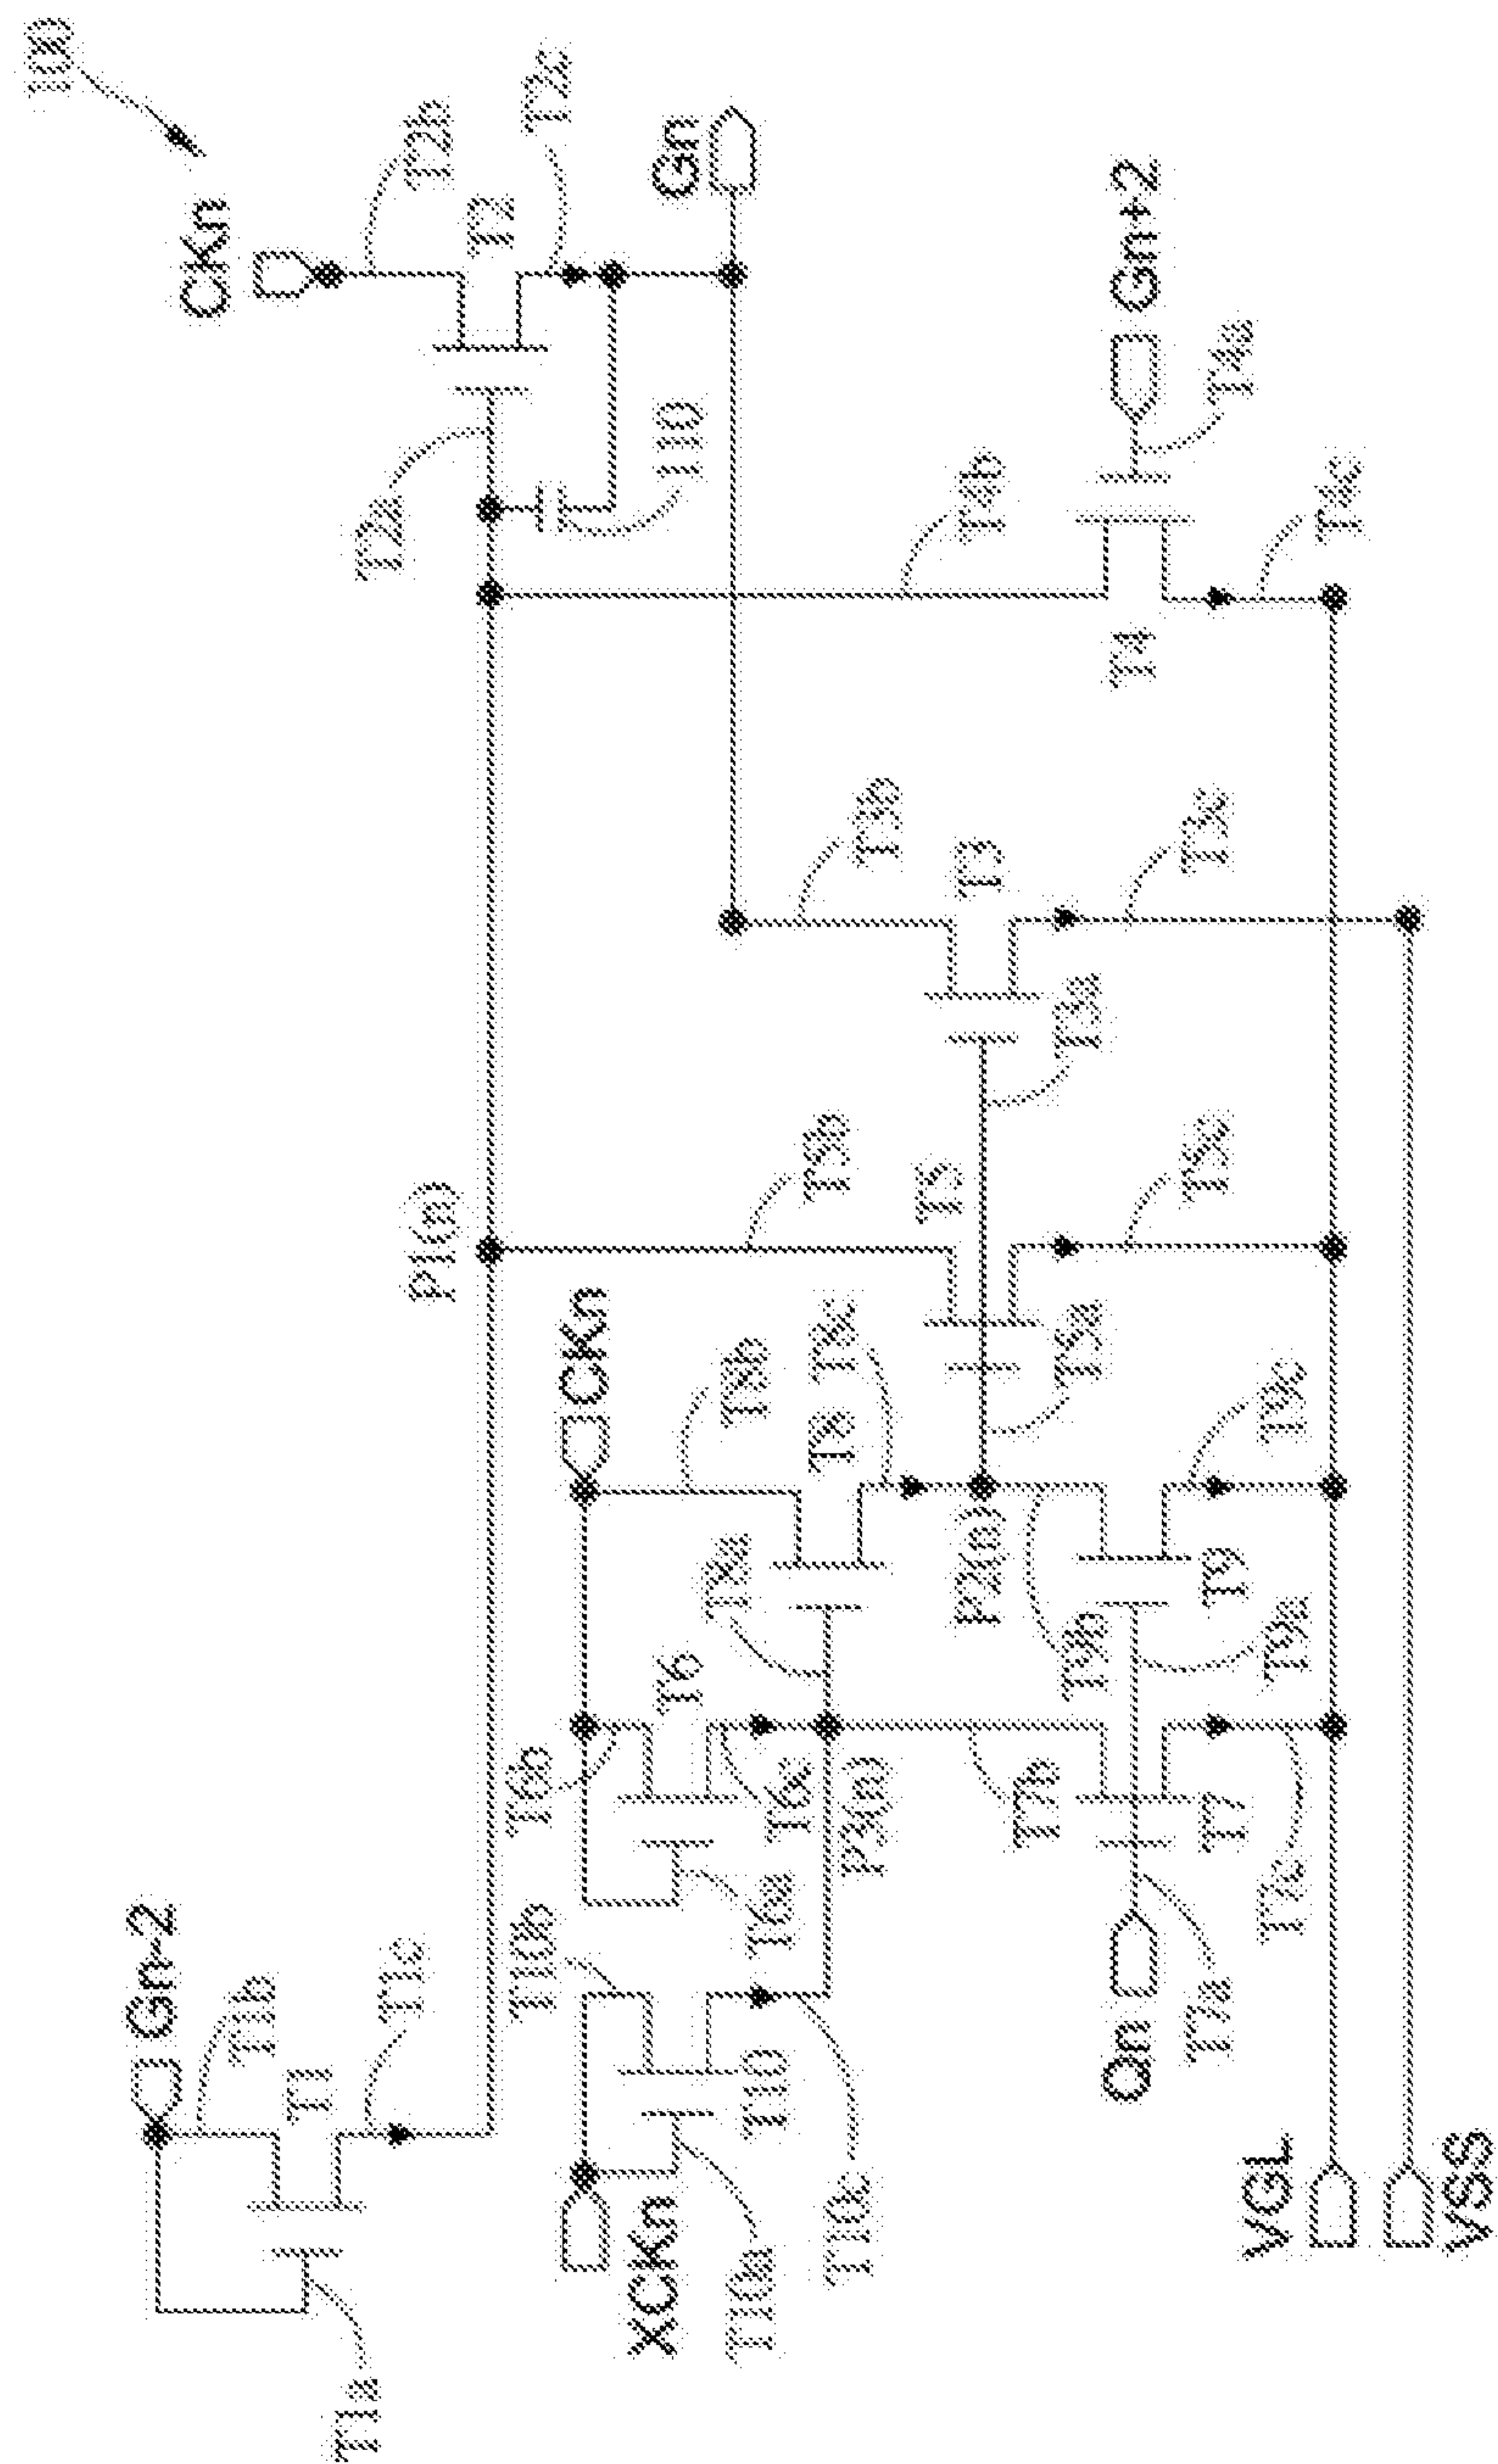 100
CKn
T2b
T2
T2c
Gn
T2a
110
T4b
Gn+2
T4a
T4
T4c
T3b
T3
T3a
T3c
P1(n)
T5b
T5
T5a
T5c
CKn
T8b
T8c
T8
T8a
P2(n)
T9b
T9
T9a
T9c
T6b
T6
T6c
T6a
P3(n)
T7b
T7
T7c
T7a
Qn
Gn-2
T1b
T1
T1c
T1a
T10b
T10
T10c
T10a
XCKn
VGL
VSS